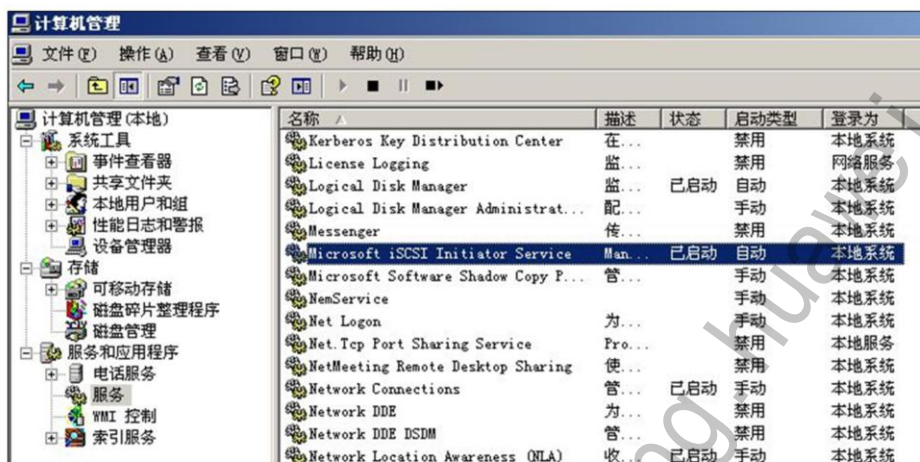 计算机管理
文件(F) 操作(A) 查看(V) 窗口(W) 帮助(H)
计算机管理(本地)
系统工具
事件查看器
共享文件夹
本地用户和组
性能日志和警报
设备管理器
存储
可移动存储
磁盘碎片整理程序
磁盘管理
服务和应用程序
电话服务
服务
WMI 控制
索引服务
名称 描述 状态 启动类型 登录为
Kerberos Key Distribution Center 在... 禁用 本地系统
License Logging 监... 禁用 网络服务
Logical Disk Manager 监... 已启动 自动 本地系统
Logical Disk Manager Administrat... 配... 手动 本地系统
Messenger 传... 禁用 本地系统
Microsoft iSCSI Initiator Service Man... 已启动 自动 本地系统
Microsoft Software Shadow Copy P... 管... 手动 本地系统
NemService 手动 本地系统
Net Logon 为... 手动 本地系统
Net.Tcp Port Sharing Service Pro... 禁用 本地服务
NetMeeting Remote Desktop Sharing 使... 禁用 本地系统
Network Connections 管... 已启动 手动 本地系统
Network DDE 为... 禁用 本地系统
Network DDE DSDM 管... 禁用 本地系统
Network Location Awareness (NLA) 收... 已启动 手动 本地系统
ng.huawei.